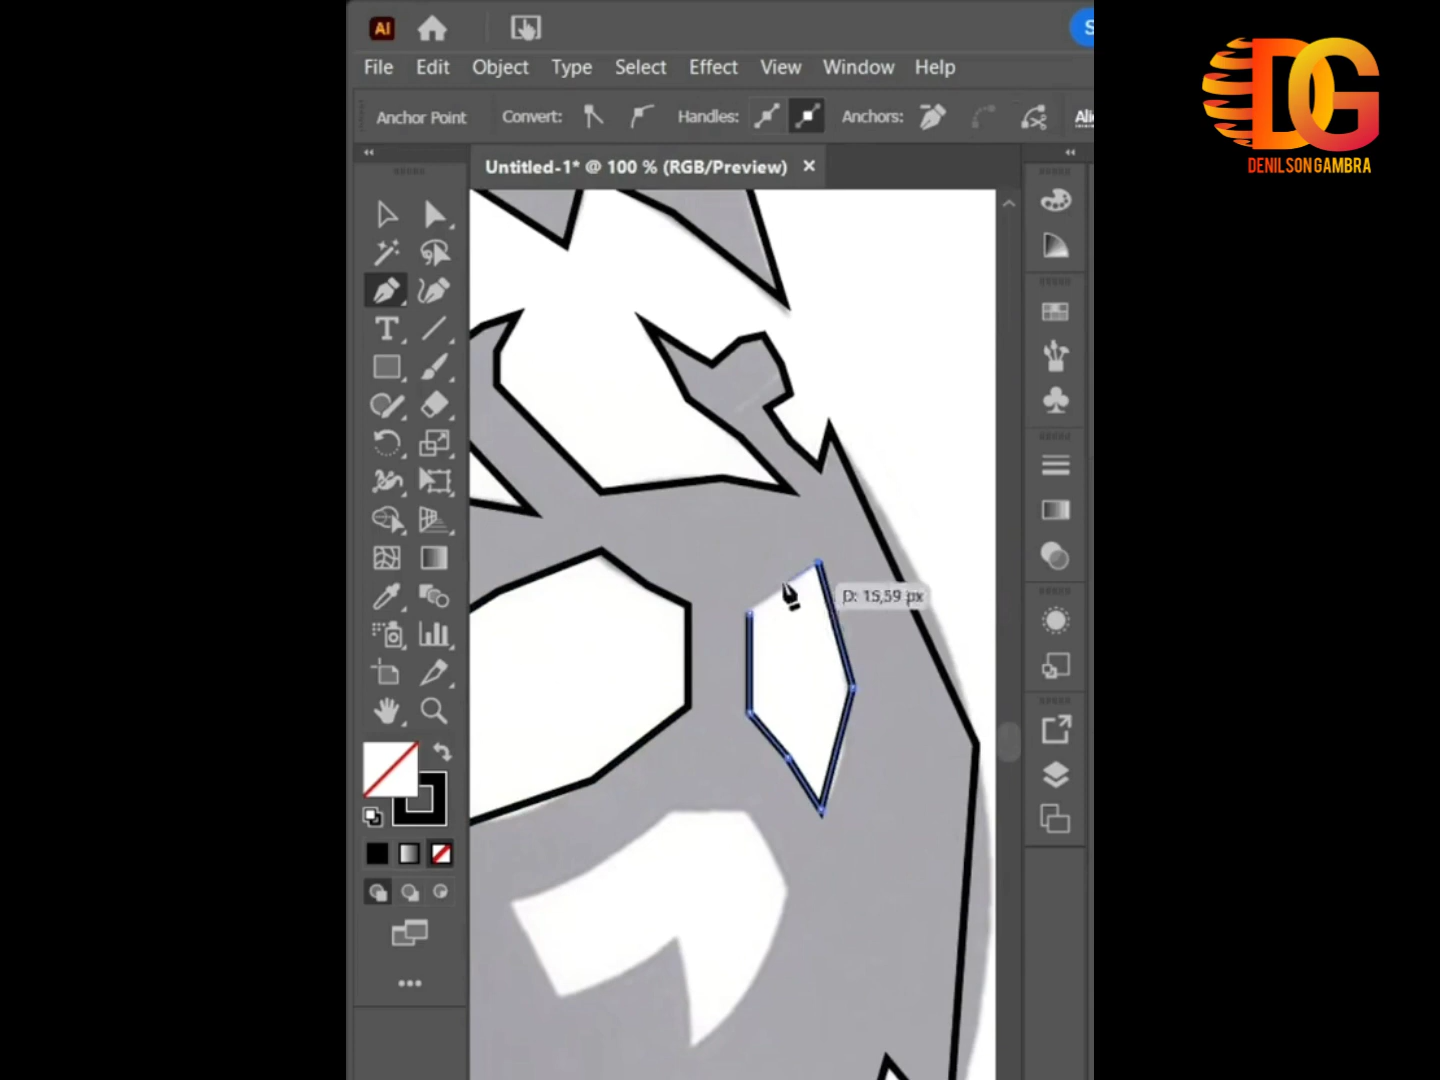 Ai
S
File Edit Object Type Select Effect View Window Help
Anchor Point Convert: Handles: Anchors: Ali
Untitled-1* @ 100 % (RGB/Preview) ×
D: 15,59 px
T
DG
DENILSON GAMBRA